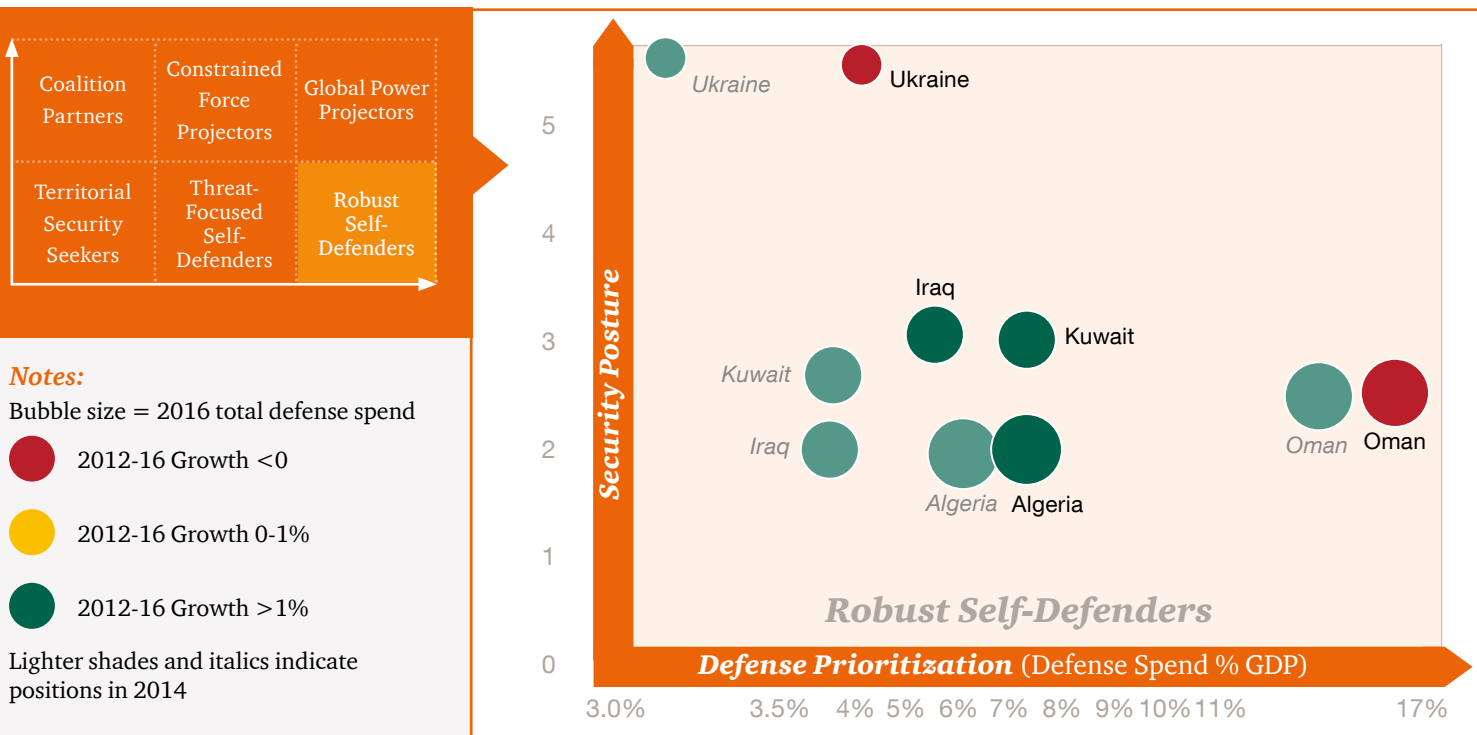 Coalition
Partners
Constrained
Force
Projectors
Global Power
Projectors
Territorial
Security
Seekers
Threat-
Focused
Self-
Defenders
Robust
Self-
Defenders
Notes:
Bubble size = 2016 total defense spend
2012-16 Growth <0
2012-16 Growth 0-1%
2012-16 Growth >1%
Lighter shades and italics indicate
positions in 2014
Security Posture
5
4
3
2
1
0
Ukraine
Ukraine
Iraq
Kuwait
Kuwait
Iraq
Algeria
Algeria
Oman
Oman
Robust Self-Defenders
Defense Prioritization (Defense Spend % GDP)
3.0% 3.5% 4% 5% 6% 7% 8% 9% 10% 11% 17%